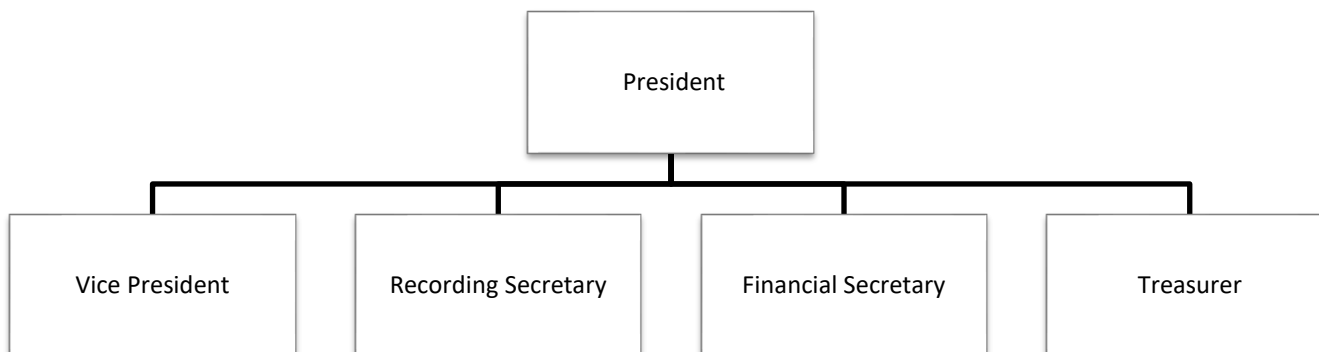 President
Vice President
Recording Secretary
Financial Secretary
Treasurer